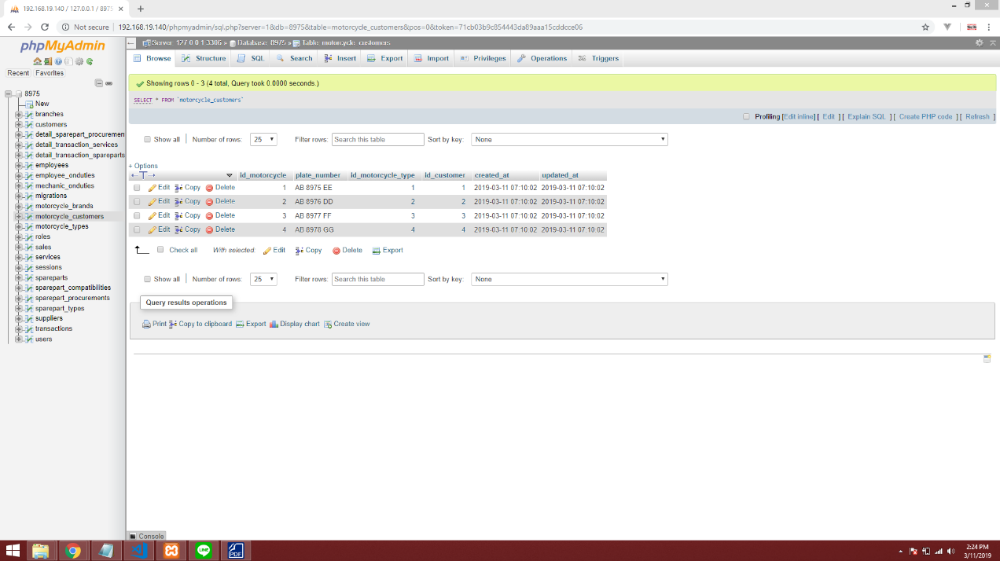 192.168.19.140 / 127.0.0.1 / 8975
Not secure
192.168.19.140/phpmyadmin/sql.php?server=1&db=8975&table=motorcycle_customers&pos=0&token=71cb03b9c854443da89aaa15cddcce06
phpMyAdmin
Recent Favorites
8975
New
branches
customers
detail_sparepart_procuremen
detail_transaction_services
detail_transaction_spareparts
employees
employee_onduties
mechanic_onduties
migrations
motorcycle_brands
motorcycle_customers
motorcycle_types
roles
sales
services
sessions
spareparts
sparepart_compatibilities
sparepart_procurements
sparepart_types
suppliers
transactions
users
Server: 127.0.0.1:3306 » Database: 8975 » Table: motorcycle_customers
Browse Structure SQL Search Insert Export Import Privileges Operations Triggers
Showing rows 0 - 3 (4 total, Query took 0.0000 seconds.)
SELECT * FROM `motorcycle_customers`
Profiling [Edit inline] [ Edit ] [ Explain SQL ] [ Create PHP code ] [ Refresh ]
Show all | Number of rows: 25 Filter rows: Search this table Sort by key: None
+ Options
←T→ id_motorcycle plate_number id_motorcycle_type id_customer created_at updated_at
Edit Copy Delete 1 AB 8975 EE 1 1 2019-03-11 07:10:02 2019-03-11 07:10:02
Edit Copy Delete 2 AB 8976 DD 2 2 2019-03-11 07:10:02 2019-03-11 07:10:02
Edit Copy Delete 3 AB 8977 FF 3 3 2019-03-11 07:10:02 2019-03-11 07:10:02
Edit Copy Delete 4 AB 8978 GG 4 4 2019-03-11 07:10:02 2019-03-11 07:10:02
Check all With selected: Edit Copy Delete Export
Show all | Number of rows: 25 Filter rows: Search this table Sort by key: None
Query results operations
Print Copy to clipboard Export Display chart Create view
Console
LINE
PDF
2:24 PM
3/11/2019